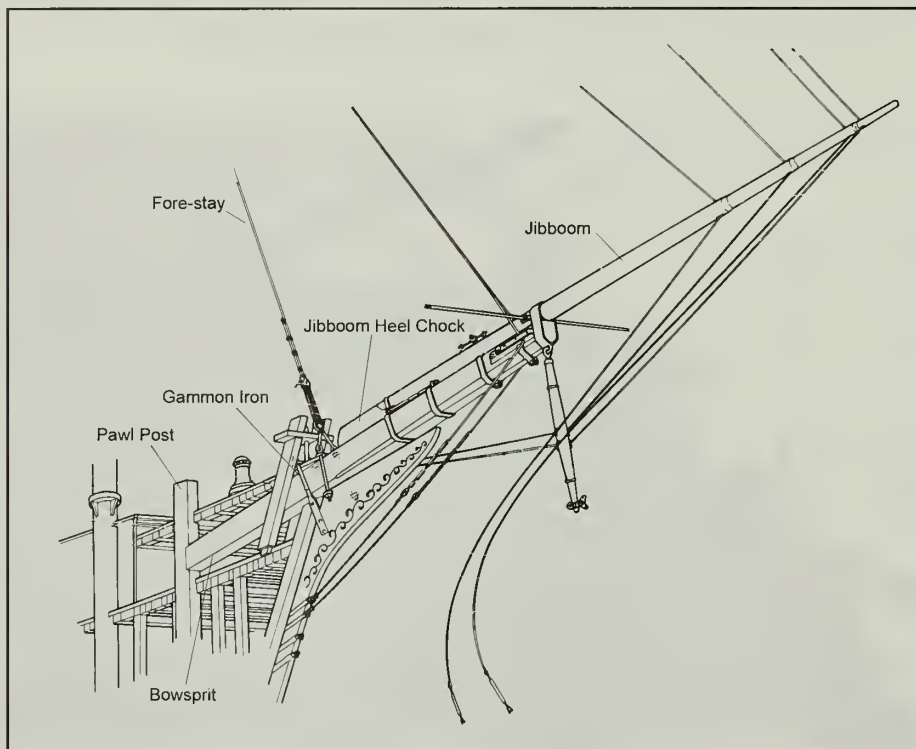 Fore-stay
Jibboom
Jibboom Heel Chock
Gammon Iron
Pawl Post
Bowsprit